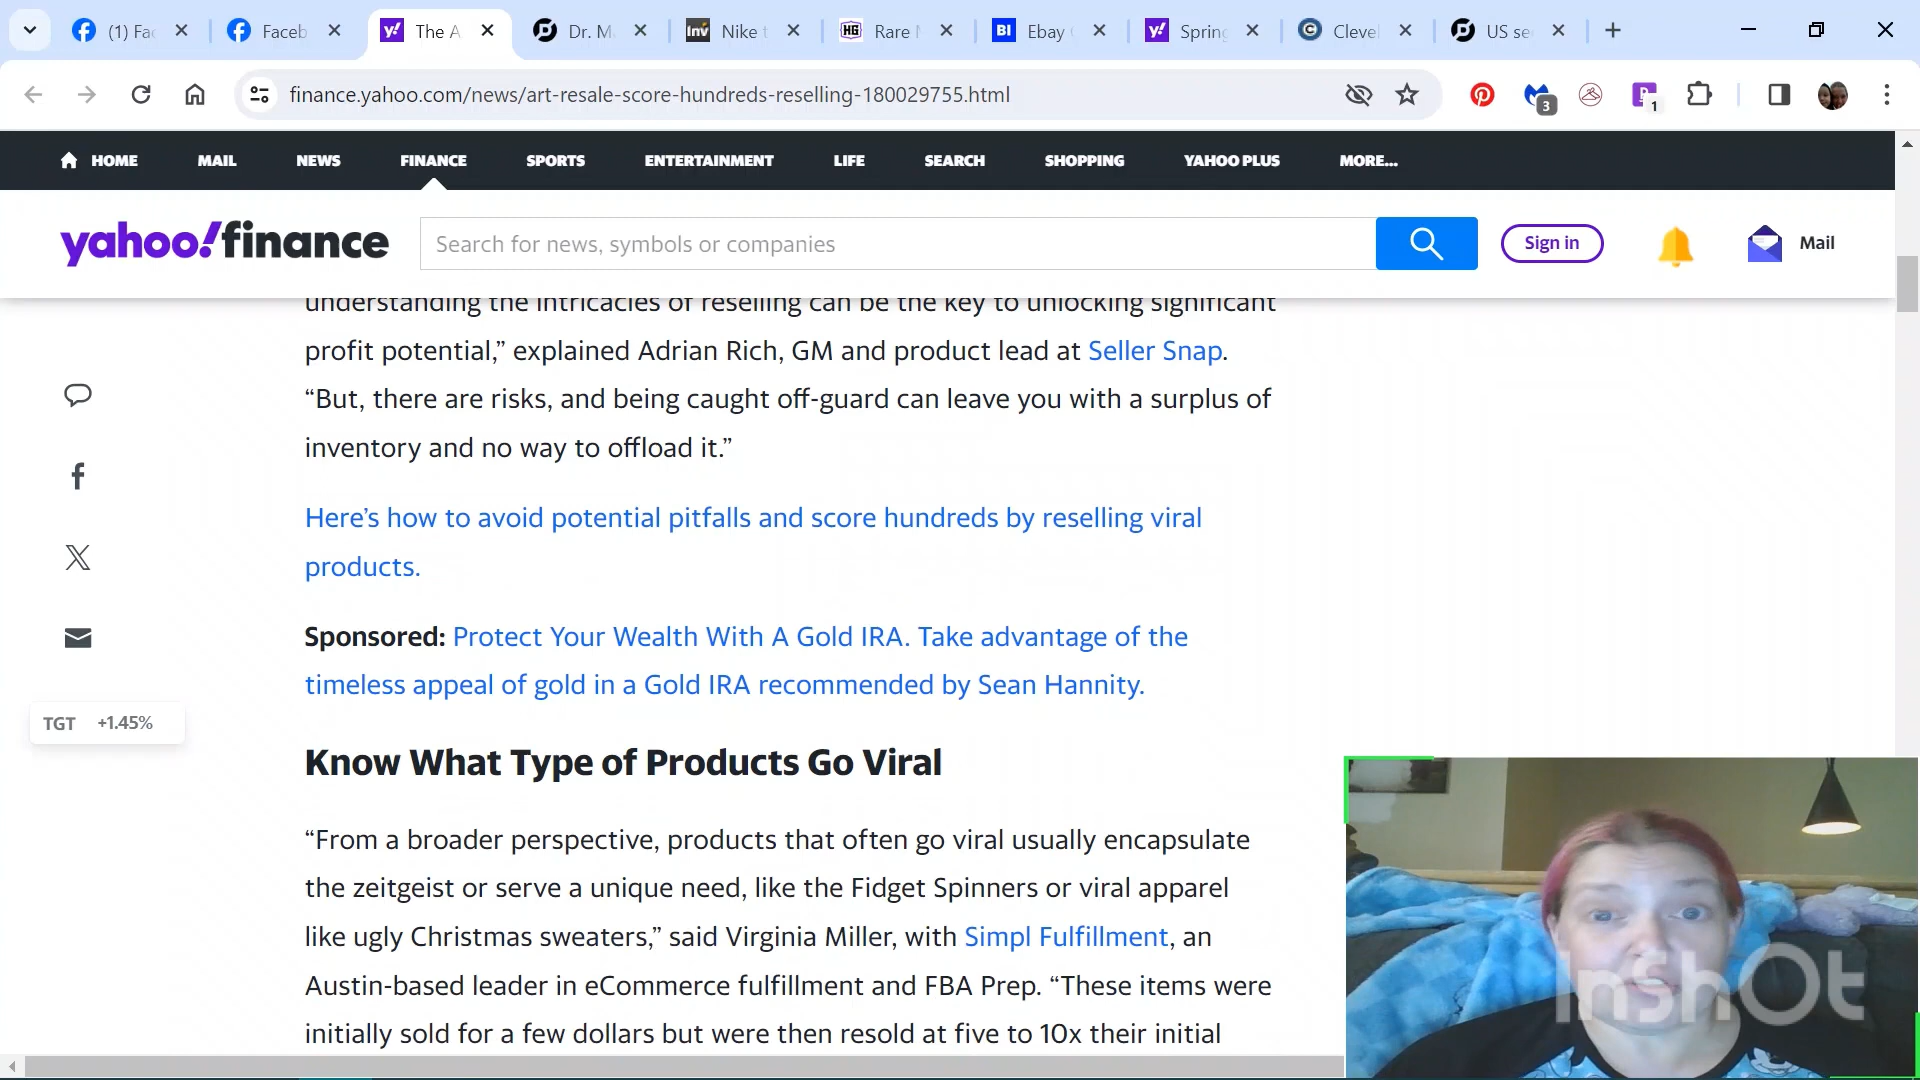 (1) Fac
Faceb
The A
Dr. M
Nike t
Rare
Ebay
Spring
Clevel
US se
finance.yahoo.com/news/art-resale-score-hundreds-reselling-180029755.html
3
1
HOME
MAIL
NEWS
FINANCE
SPORTS
ENTERTAINMENT
LIFE
SEARCH
SHOPPING
YAHOO PLUS
MORE...
yahoo!finance
Search for news, symbols or companies
Sign in
Mail
understanding the intricacies of reselling can be the key to unlocking significant
profit potential,” explained Adrian Rich, GM and product lead at Seller Snap.
“But, there are risks, and being caught off-guard can leave you with a surplus of
inventory and no way to offload it.”
Here’s how to avoid potential pitfalls and score hundreds by reselling viral
products.
Sponsored: Protect Your Wealth With A Gold IRA. Take advantage of the
timeless appeal of gold in a Gold IRA recommended by Sean Hannity.
TGT +1.45%
Know What Type of Products Go Viral
“From a broader perspective, products that often go viral usually encapsulate
the zeitgeist or serve a unique need, like the Fidget Spinners or viral apparel
like ugly Christmas sweaters,” said Virginia Miller, with Simpl Fulfillment, an
Austin-based leader in eCommerce fulfillment and FBA Prep. “These items were
initially sold for a few dollars but were then resold at five to 10x their initial
InShOt